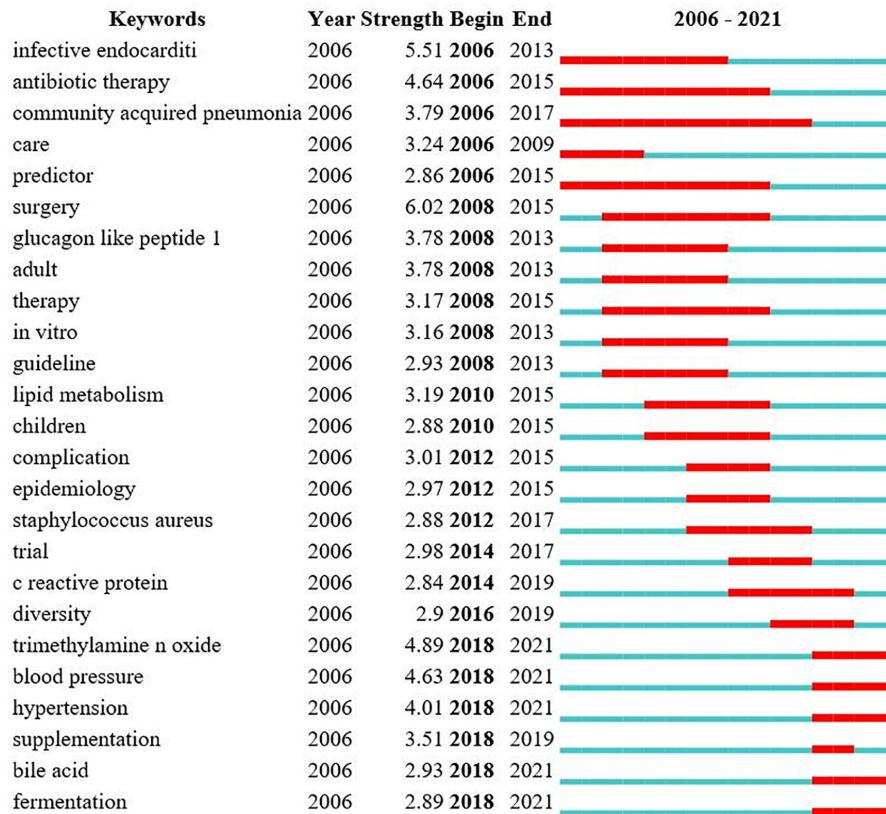 Keywords Year Strength Begin End 2006 - 2021
infective endocarditi 2006 5.51 2006 2013
antibiotic therapy 2006 4.64 2006 2015
community acquired pneumonia 2006 3.79 2006 2017
care 2006 3.24 2006 2009
predictor 2006 2.86 2006 2015
surgery 2006 6.02 2008 2015
glucagon like peptide 1 2006 3.78 2008 2013
adult 2006 3.78 2008 2013
therapy 2006 3.17 2008 2015
in vitro 2006 3.16 2008 2013
guideline 2006 2.93 2008 2013
lipid metabolism 2006 3.19 2010 2015
children 2006 2.88 2010 2015
complication 2006 3.01 2012 2015
epidemiology 2006 2.97 2012 2015
staphylococcus aureus 2006 2.88 2012 2017
trial 2006 2.98 2014 2017
c reactive protein 2006 2.84 2014 2019
diversity 2006 2.9 2016 2019
trimethylamine n oxide 2006 4.89 2018 2021
blood pressure 2006 4.63 2018 2021
hypertension 2006 4.01 2018 2021
supplementation 2006 3.51 2018 2019
bile acid 2006 2.93 2018 2021
fermentation 2006 2.89 2018 2021